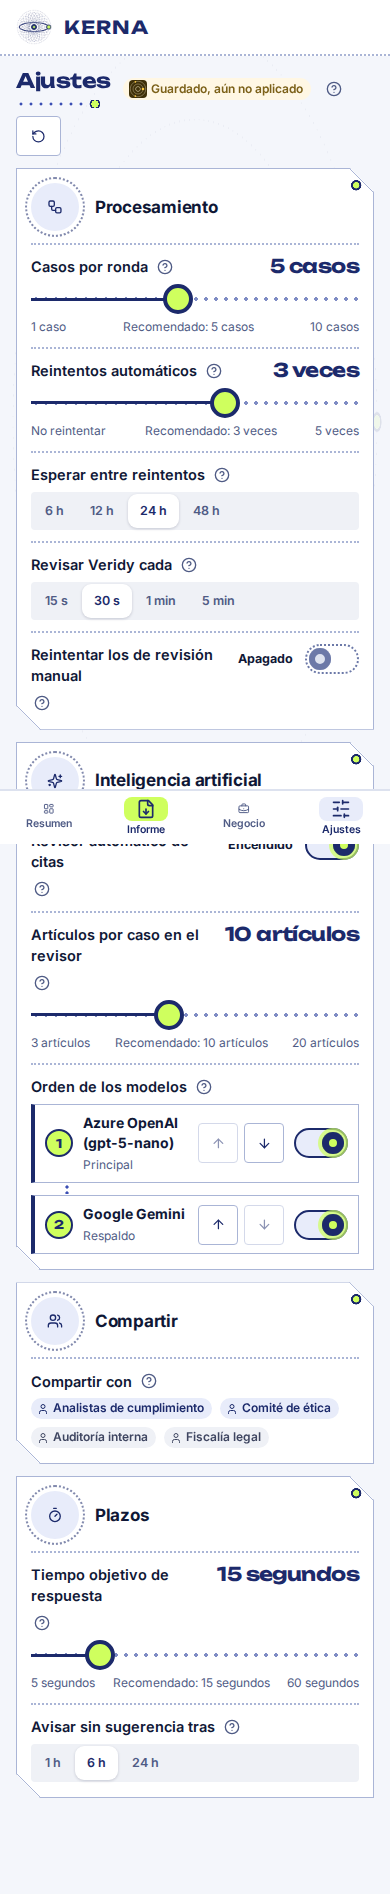 KERNA
Ajustes
Guardado, aún no aplicado
Procesamiento
Casos por ronda
5 casos
1 caso
Recomendado: 5 casos
10 casos
Reintentos automáticos
3 veces
No reintentar
Recomendado: 3 veces
5 veces
Esperar entre reintentos
6 h
12 h
24 h
48 h
Revisar Veridy cada
15 s
30 s
1 min
5 min
Reintentar los de revisión
manual
Apagado
Inteligencia artificial
Resumen
Informe
Negocio
Ajustes
Revisor automático de
citas
Encendido
Artículos por caso en el
revisor
10 artículos
3 artículos
Recomendado: 10 artículos
20 artículos
Orden de los modelos
1
Azure OpenAI
(gpt-5-nano)
Principal
2
Google Gemini
Respaldo
Compartir
Compartir con
Analistas de cumplimiento
Comité de ética
Auditoría interna
Fiscalía legal
Plazos
Tiempo objetivo de
respuesta
15 segundos
5 segundos
Recomendado: 15 segundos
60 segundos
Avisar sin sugerencia tras
1 h
6 h
24 h